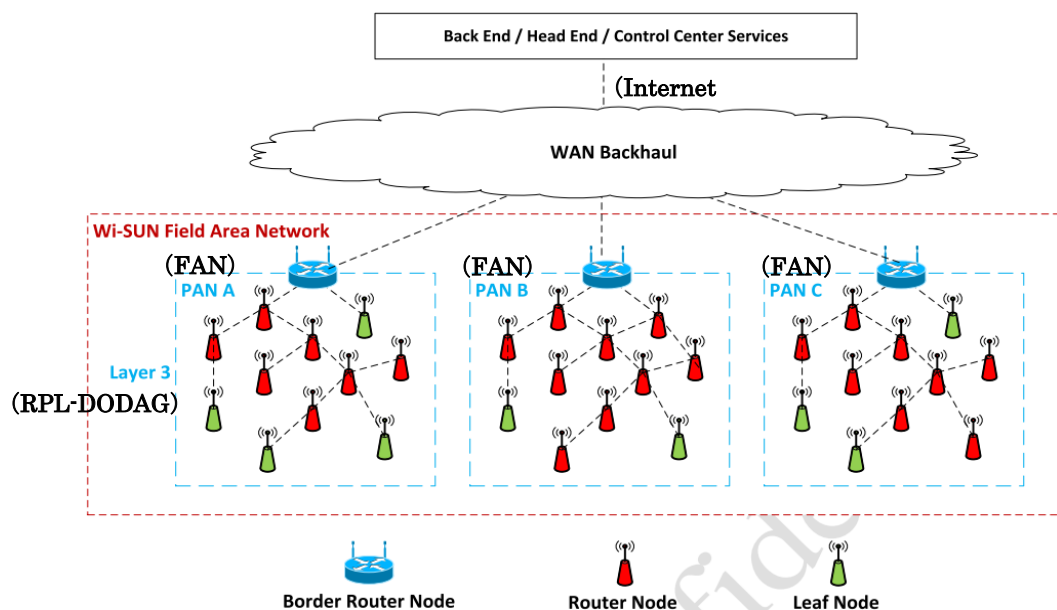 Back End / Head End / Control Center Services
(Internet
WAN Backhaul
Wi-SUN Field Area Network
(FAN) (FAN) (FAN)
PAN A PAN B PAN C
Layer 3
(RPL-DODAG)
Border Router Node Router Node Leaf Node